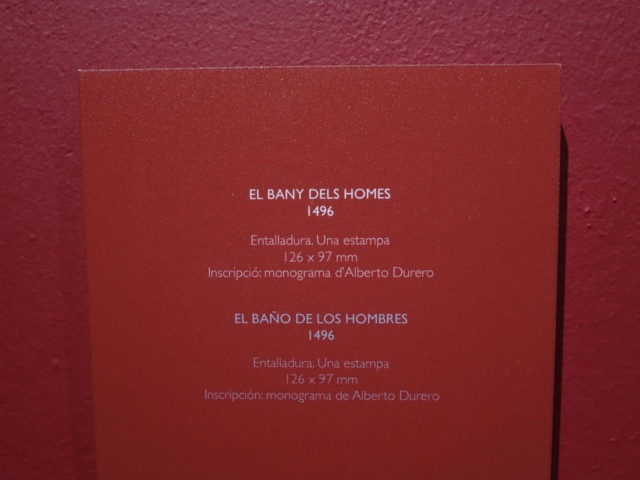 EL BANY DELS HOMES
1496
Entalladura. Una estampa
126 x 97 mm
Inscripció: monograma d'Alberto Durero
EL BAÑO DE LOS HOMBRES
1496
Entalladura. Una estampa
126 x 97 mm
Inscripción: monograma de Alberto Durero